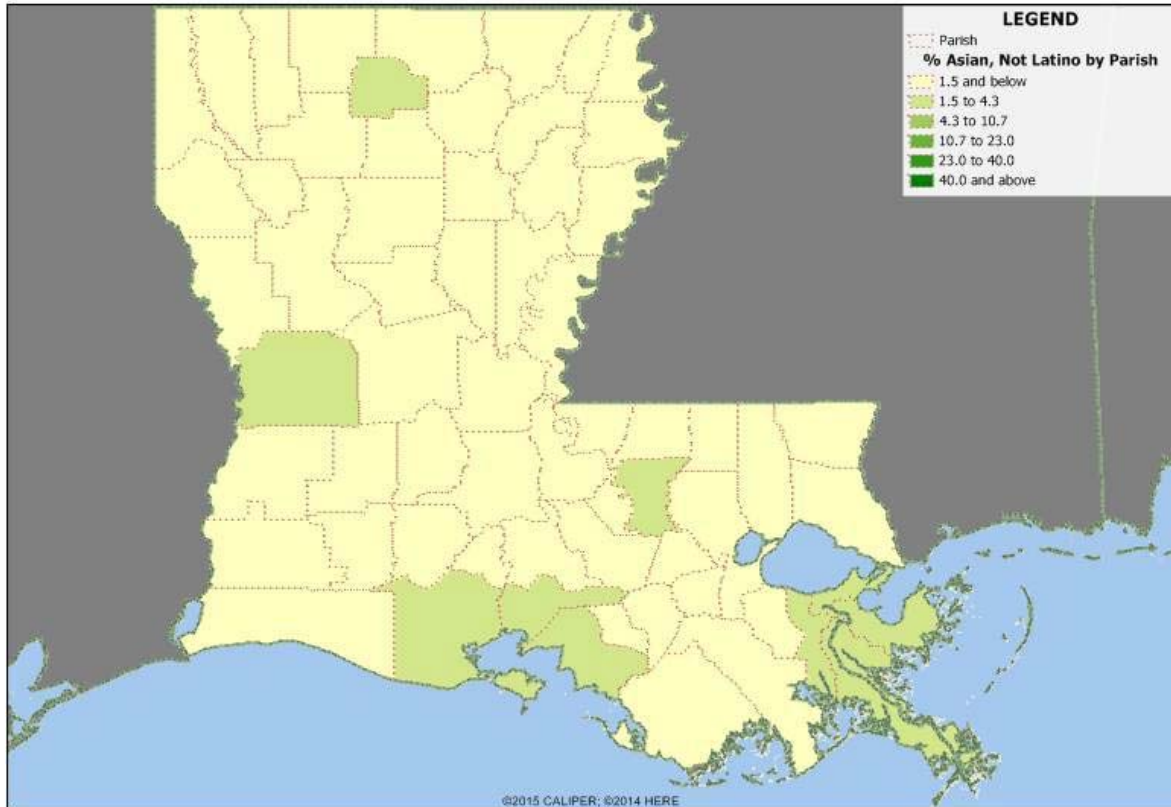 LEGEND
Parish
% Asian, Not Latino by Parish
1.5 and below
1.5 to 4.3
4.3 to 10.7
10.7 to 23.0
23.0 to 40.0
40.0 and above
©2015 CALIPER; ©2014 HERE